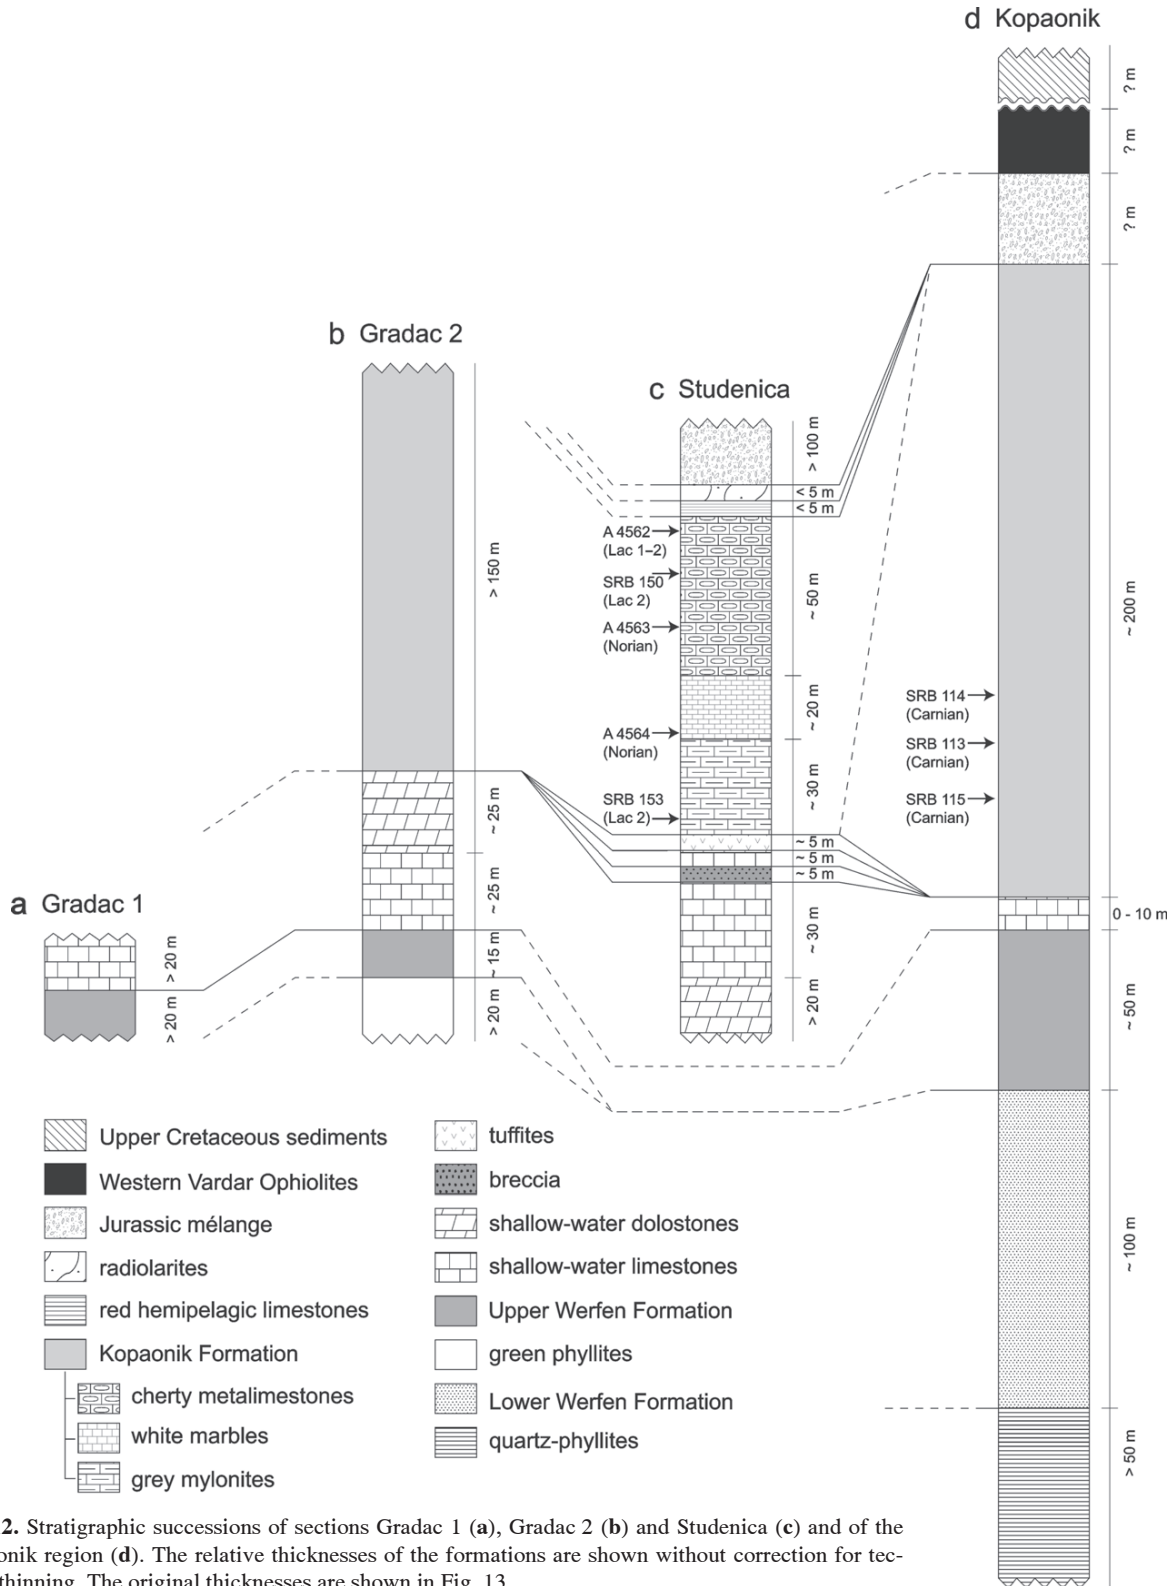 d Kopaonik
? m
? m
? m
b Gradac 2
c Studenica
> 100 m
< 5 m
< 5 m
A 4562
(Lac 1–2)
SRB 150
(Lac 2)
A 4563
(Norian)
~ 50 m
> 150 m
~ 200 m
~ 20 m
SRB 114
(Carnian)
A 4564
(Norian)
SRB 113
(Carnian)
~ 30 m
SRB 153
(Lac 2)
SRB 115
(Carnian)
~ 25 m
~ 5 m
~ 5 m
~ 5 m
a Gradac 1
~ 25 m
~ 30 m
0 - 10 m
> 20 m
~ 15 m
> 20 m
> 20 m
> 20 m
~ 50 m
Upper Cretaceous sediments
Western Vardar Ophiolites
Jurassic mélange
radiolarites
red hemipelagic limestones
Kopaonik Formation
cherty metalimestones
white marbles
grey mylonites
tuffites
breccia
shallow-water dolostones
shallow-water limestones
Upper Werfen Formation
green phyllites
Lower Werfen Formation
quartz-phyllites
~ 100 m
> 50 m
2. Stratigraphic successions of sections Gradac 1 (a), Gradac 2 (b) and Studenica (c) and of the
onik region (d). The relative thicknesses of the formations are shown without correction for tec-
thinning. The original thicknesses are shown in Fig. 13.